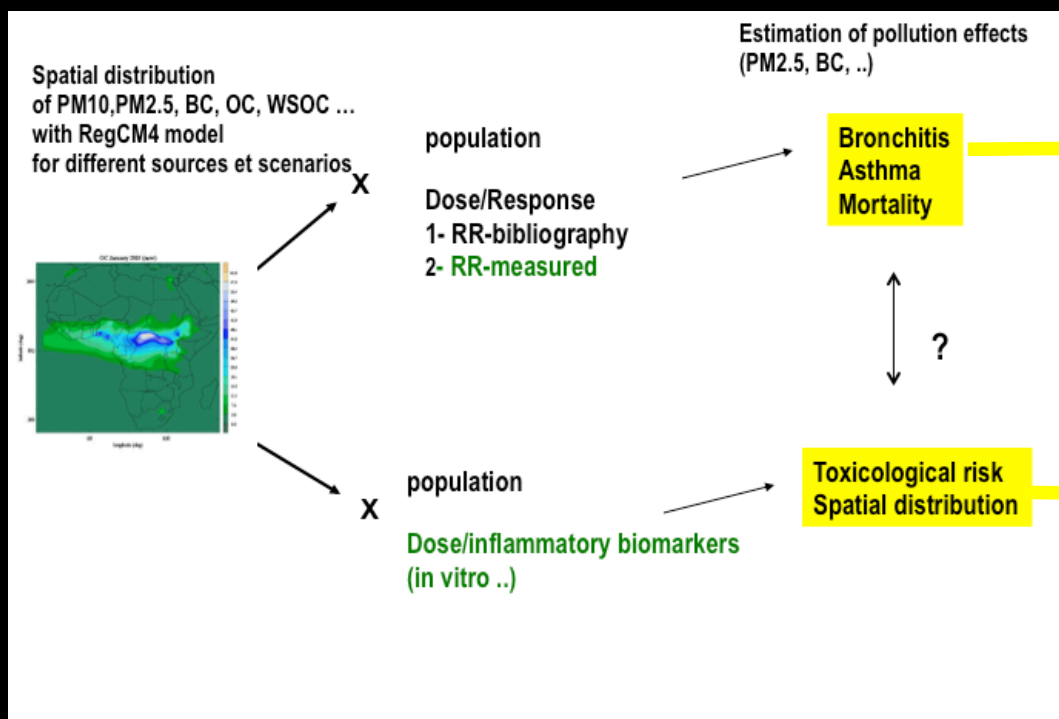 Estimation of pollution effects
(PM2.5, BC, ..)
Spatial distribution
of PM10,PM2.5, BC, OC, WSOC ...
with RegCM4 model
for different sources et scenarios
X
population
Dose/Response
1- RR-bibliography
2- RR-measured
Bronchitis
Asthma
Mortality
?
X
population
Dose/inflammatory biomarkers
(in vitro ..)
Toxicological risk
Spatial distribution